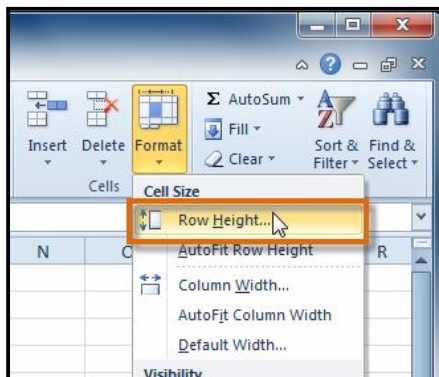 Σ AutoSum
Fill
Clear
Insert Delete Format
Sort & Filter
Find & Select
Cells
Cell Size
Row Height...
AutoFit Row Height
Column Width...
AutoFit Column Width
Default Width...
Visibility
N
R